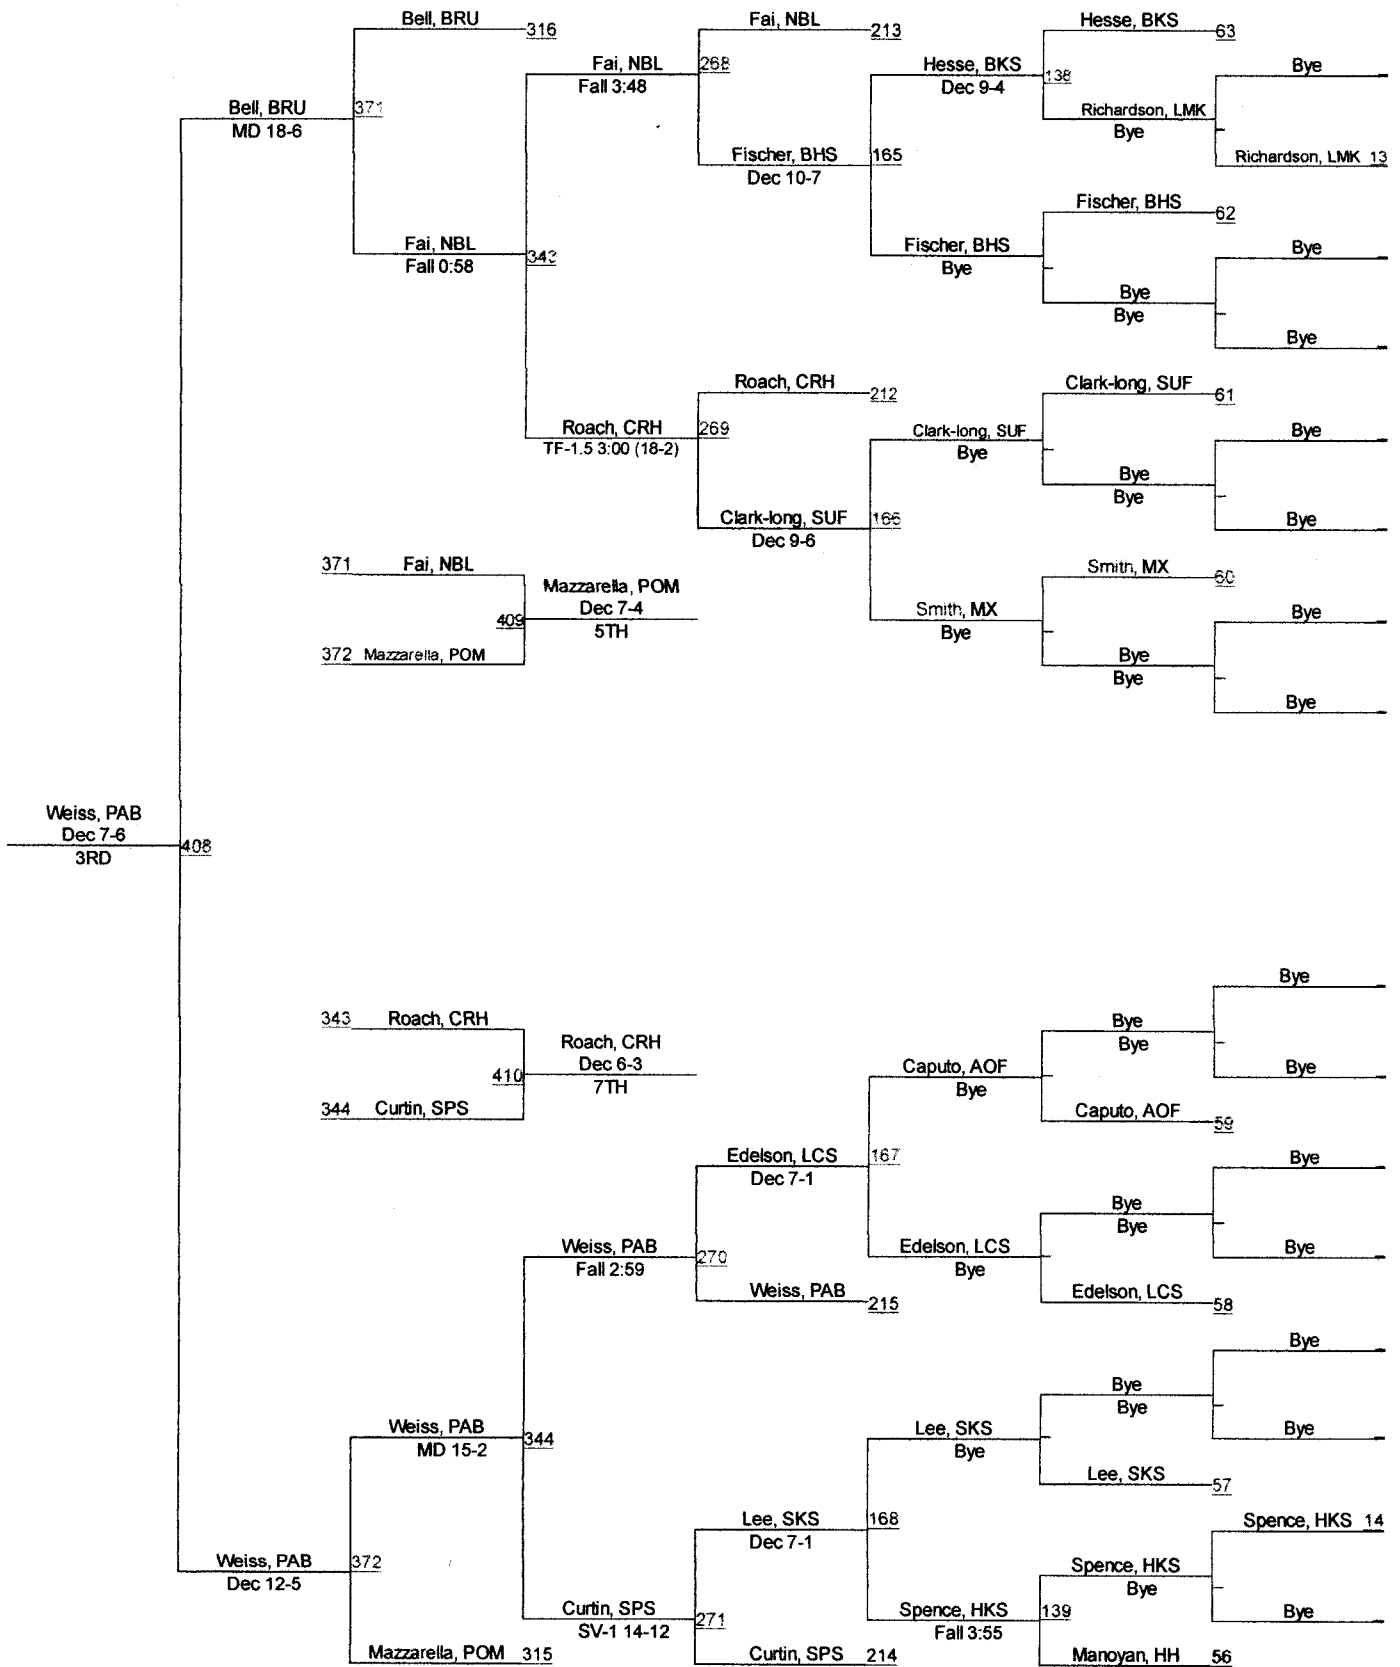 Bell, BRU 316
Fai, NBL 213
Hesse, BKS 63
Fai, NBL 268
Fall 3:48
Hesse, BKS 138
Dec 9-4
Bye
Bell, BRU 371
MD 18-6
Richardson, LMK
Bye
Fischer, BHS 165
Dec 10-7
Richardson, LMK 13
Fischer, BHS 62
Fai, NBL 343
Fall 0:58
Fischer, BHS
Bye
Bye
Bye
Bye
Bye
Roach, CRH 212
Clark-long, SUF 61
Roach, CRH 269
TF-1.5 3:00 (18-2)
Clark-long, SUF
Bye
Bye
Bye
Bye
Clark-long, SUF 166
Dec 9-6
Bye
371 Fai, NBL
Smith, MX 60
Mazzarella, POM
Dec 7-4
409
5TH
Smith, MX
Bye
Bye
372 Mazzarella, POM
Bye
Bye
Bye
Weiss, PAB
Dec 7-6
408
3RD
Bye
343 Roach, CRH
Bye
Bye
Roach, CRH
Dec 6-3
410
7TH
Caputo, AOF
Bye
Bye
344 Curtin, SPS
Caputo, AOF 59
Edelson, LCS 167
Dec 7-1
Bye
Bye
Bye
Weiss, PAB 270
Fall 2:59
Edelson, LCS
Bye
Bye
Weiss, PAB 215
Edelson, LCS 58
Bye
Bye
Bye
Weiss, PAB 344
MD 15-2
Lee, SKS
Bye
Bye
Lee, SKS 57
Lee, SKS 168
Dec 7-1
Spence, HKS 14
Weiss, PAB 372
Dec 12-5
Spence, HKS
Bye
Curtin, SPS 271
SV-1 14-12
Spence, HKS 139
Fall 3:55
Bye
Mazzarella, POM 315
Curtin, SPS 214
Manoyan, HH 56